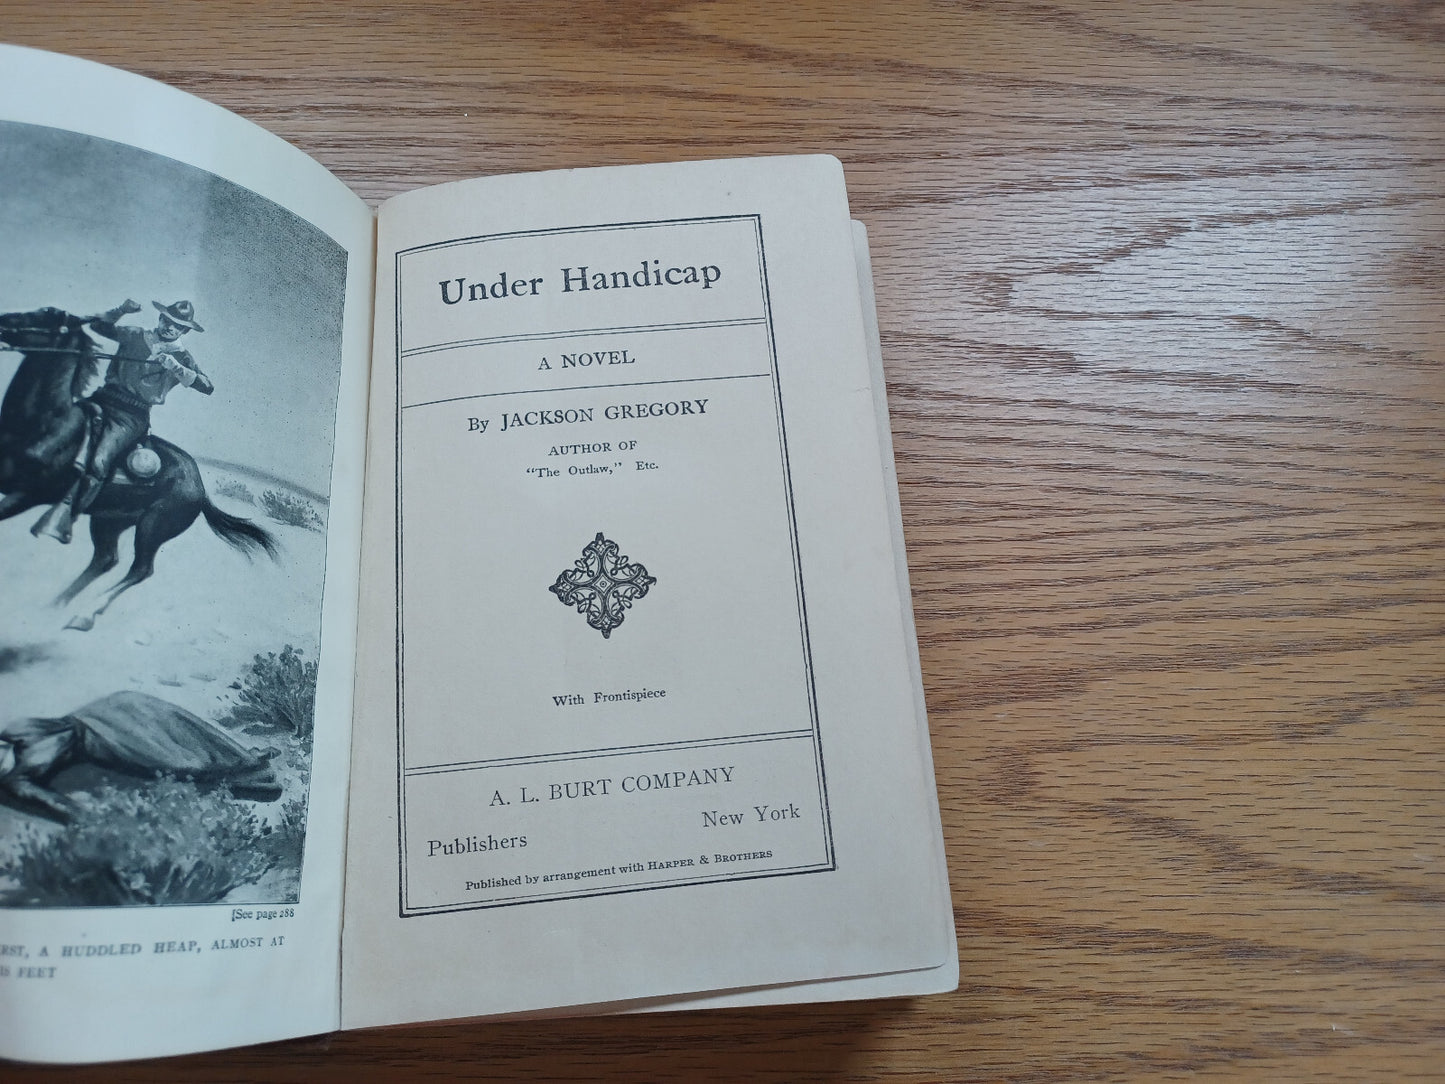 [See page 288
A HUDDLED HEAP, ALMOST AT
FEET
Under Handicap
A NOVEL
By JACKSON GREGORY
AUTHOR OF
"The Outlaw," Etc.
With Frontispiece
A. L. BURT COMPANY
Publishers New York
Published by arrangement with HARPER & BROTHERS